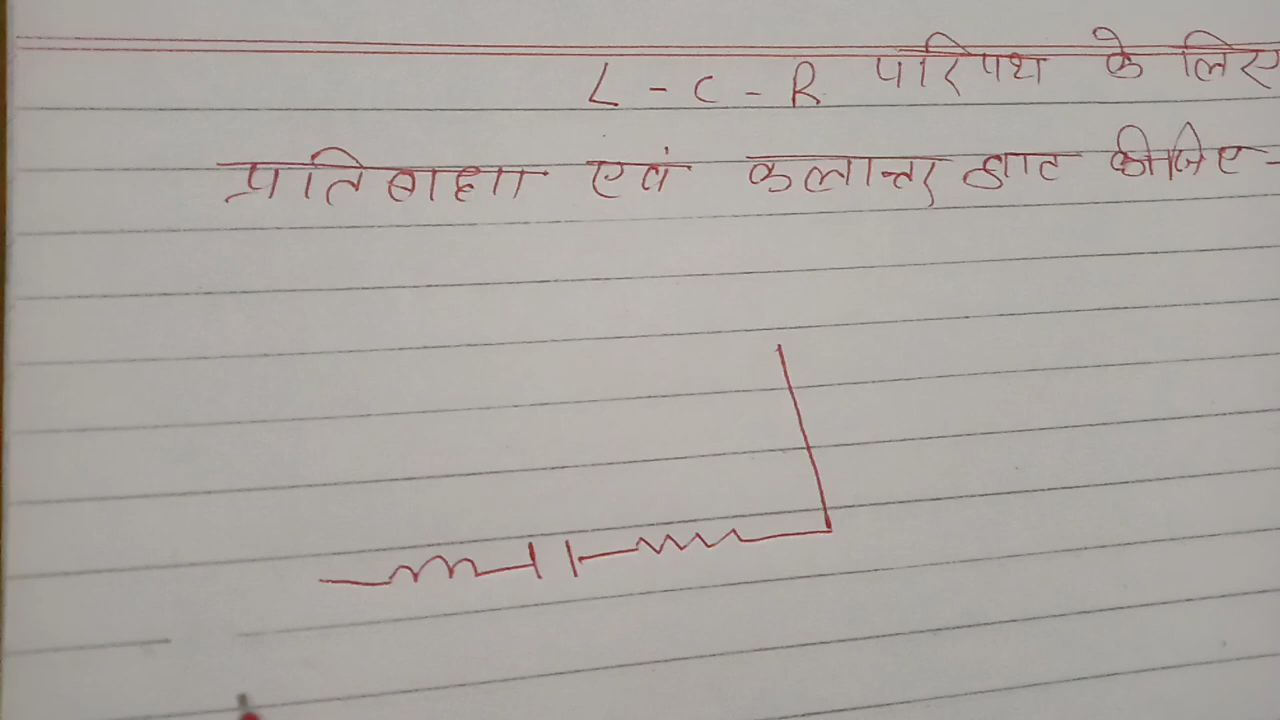 L - C - R परिपथ के लिए
प्रतिबाधा एवं कलान्तर ज्ञात कीजिए -